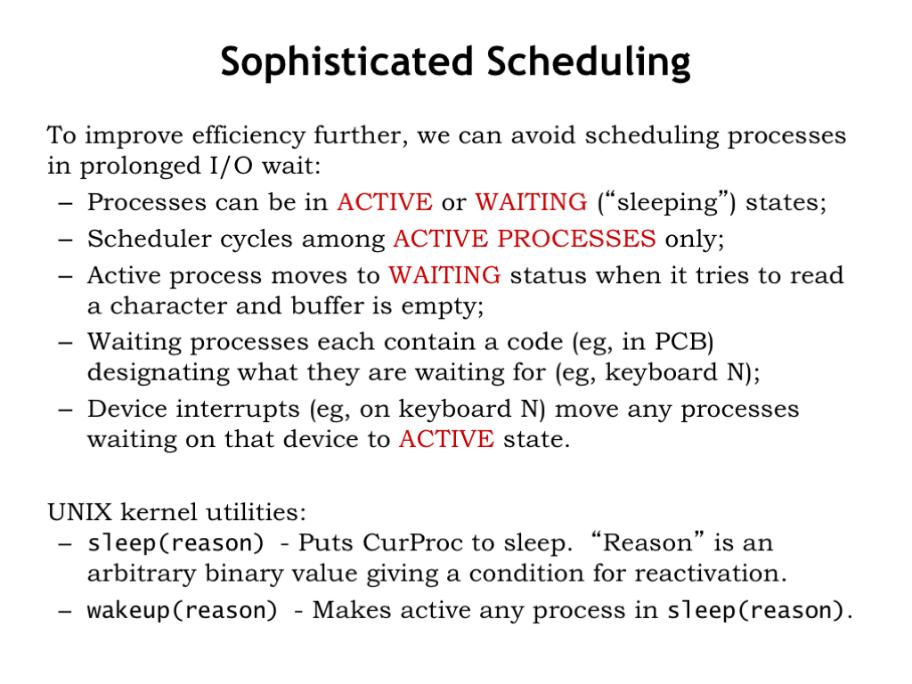 Sophisticated Scheduling
To improve efficiency further, we can avoid scheduling processes
in prolonged I/O wait:
– Processes can be in ACTIVE or WAITING (“sleeping”) states;
– Scheduler cycles among ACTIVE PROCESSES only;
– Active process moves to WAITING status when it tries to read
a character and buffer is empty;
– Waiting processes each contain a code (eg, in PCB)
designating what they are waiting for (eg, keyboard N);
– Device interrupts (eg, on keyboard N) move any processes
waiting on that device to ACTIVE state.
UNIX kernel utilities:
– sleep(reason) - Puts CurProc to sleep. “Reason” is an
arbitrary binary value giving a condition for reactivation.
– wakeup(reason) - Makes active any process in sleep(reason).